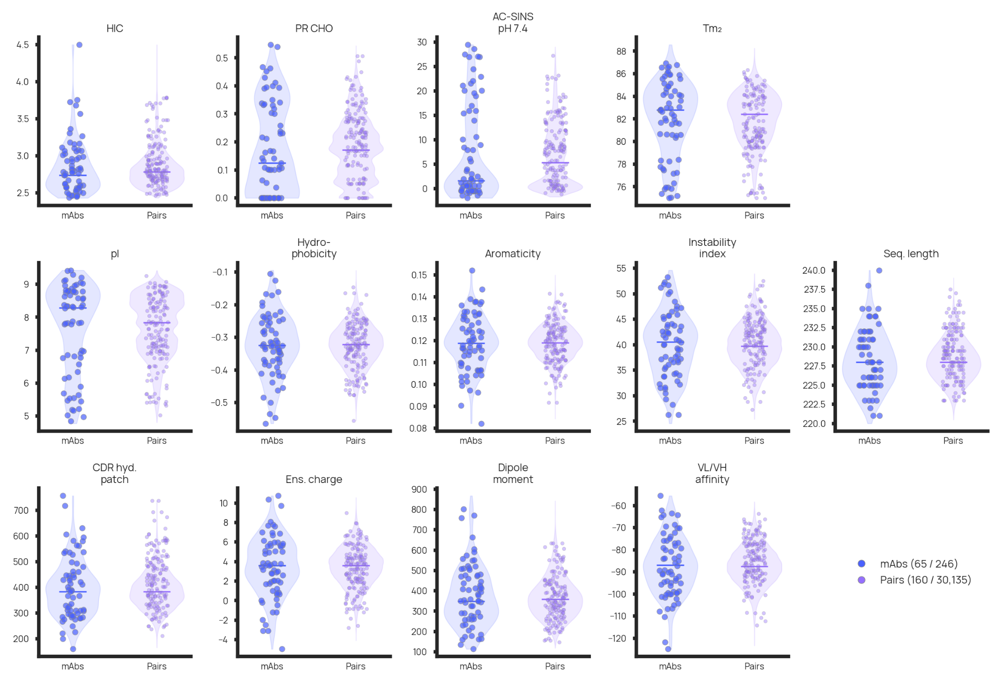 HIC
4.5
4.0
3.5
3.0
2.5
mAbs Pairs
PR CHO
0.5
0.4
0.3
0.2
0.1
0.0
mAbs Pairs
AC-SINS
pH 7.4
30
25
20
15
10
5
0
mAbs Pairs
Tm₂
88
86
84
82
80
78
76
mAbs Pairs
pI
9
8
7
6
5
mAbs Pairs
Hydro-
phobicity
−0.1
−0.2
−0.3
−0.4
−0.5
mAbs Pairs
Aromaticity
0.15
0.14
0.13
0.12
0.11
0.10
0.09
0.08
mAbs Pairs
Instability
index
55
50
45
40
35
30
25
mAbs Pairs
Seq. length
240.0
237.5
235.0
232.5
230.0
227.5
225.0
222.5
220.0
mAbs Pairs
CDR hyd.
patch
700
600
500
400
300
200
mAbs Pairs
Ens. charge
10
8
6
4
2
0
−2
−4
mAbs Pairs
Dipole
moment
900
800
700
600
500
400
300
200
100
mAbs Pairs
VL/VH
affinity
−60
−70
−80
−90
−100
−110
−120
mAbs Pairs
mAbs (65 / 246)
Pairs (160 / 30,135)